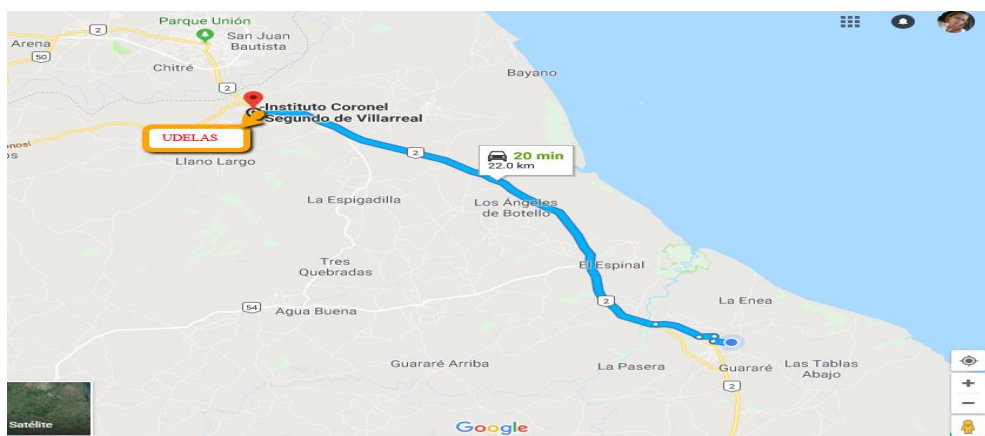 Parque Unión
2
San Juan
Bautista
Arena
50
Chitré
Bayano
2
Instituto Coronel
Segundo de Villarreal
UDELAS
Llano Largo
2
20 min
22.0 km
La Espigadilla
Los Ángeles
de Botello
Tres
Quebradas
El Espinal
54
Agua Buena
2
La Enea
Guararé Arriba
La Pasera
Guararé
Las Tablas
Abajo
2
Satélite
Google